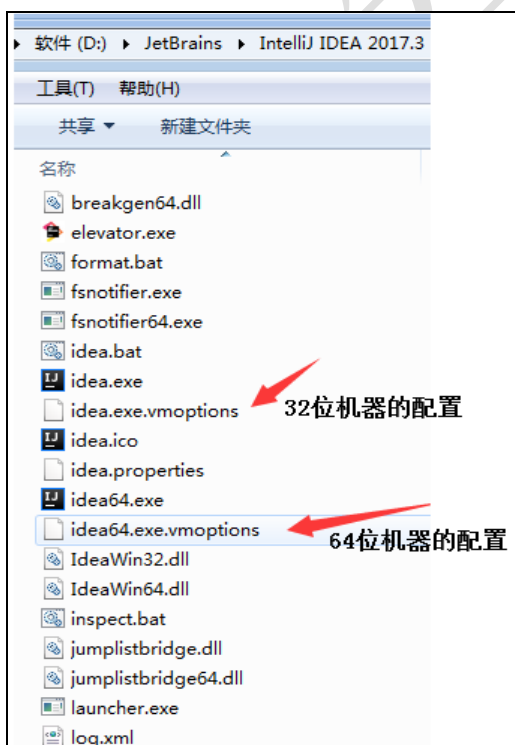 软件 (D:) ▸ JetBrains ▸ IntelliJ IDEA 2017.3
工具(T) 帮助(H)
共享 ▼ 新建文件夹
名称
breakgen64.dll
elevator.exe
format.bat
fsnotifier.exe
fsnotifier64.exe
idea.bat
idea.exe
idea.exe.vmoptions 32位机器的配置
idea.ico
idea.properties
idea64.exe
idea64.exe.vmoptions 64位机器的配置
IdeaWin32.dll
IdeaWin64.dll
inspect.bat
jumplistbridge.dll
jumplistbridge64.dll
launcher.exe
log.xml